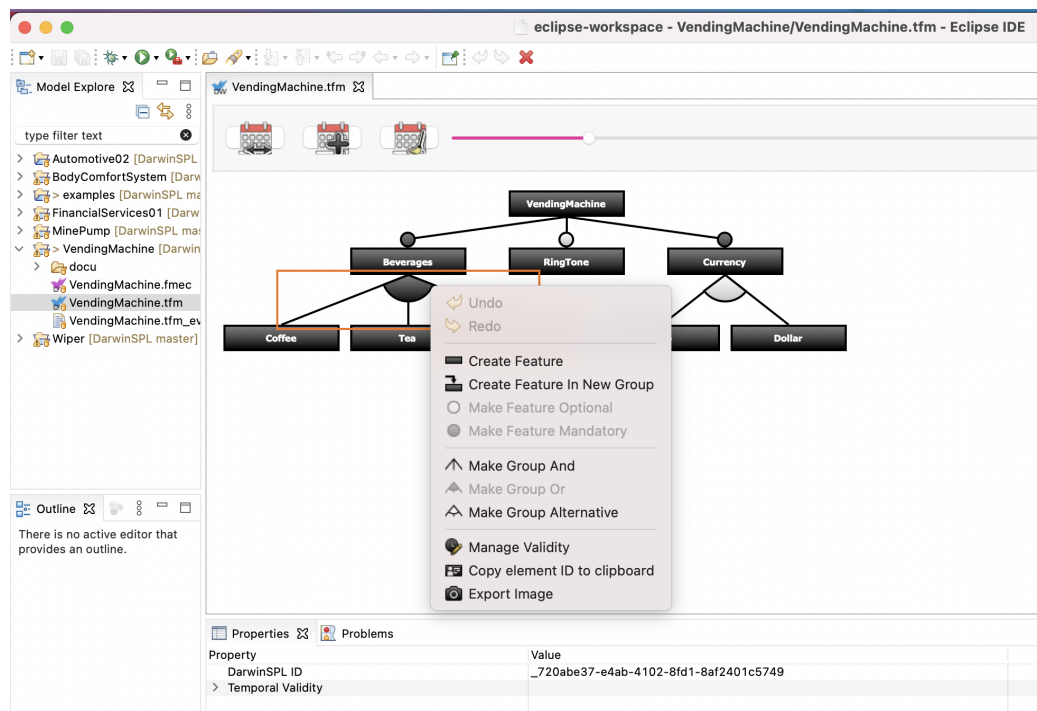 eclipse-workspace - VendingMachine/VendingMachine.tfm - Eclipse IDE
Model Explore
VendingMachine.tfm
type filter text
Automotive02 [DarwinSPL
BodyComfortSystem [Darw
> examples [DarwinSPL ma
FinancialServices01 [Darw
MinePump [DarwinSPL mas
> VendingMachine [Darwin
docu
VendingMachine.fmec
VendingMachine.tfm
VendingMachine.tfm_ev
Wiper [DarwinSPL master]
VendingMachine
Beverages
RingTone
Currency
Coffee
Tea
Dollar
Undo
Redo
Create Feature
Create Feature In New Group
Make Feature Optional
Make Feature Mandatory
Make Group And
Make Group Or
Make Group Alternative
Manage Validity
Copy element ID to clipboard
Export Image
Outline
There is no active editor that
provides an outline.
Properties
Problems
Property Value
DarwinSPL ID _720abe37-e4ab-4102-8fd1-8af2401c5749
Temporal Validity